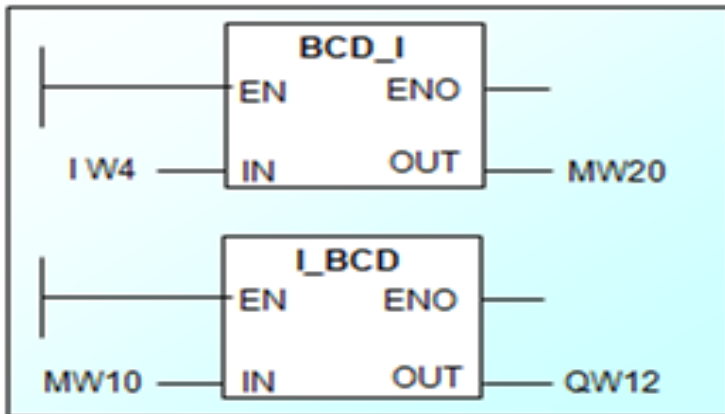 BCD_I
EN ENO
I W4 IN OUT MW20
I_BCD
EN ENO
MW10 IN OUT QW12